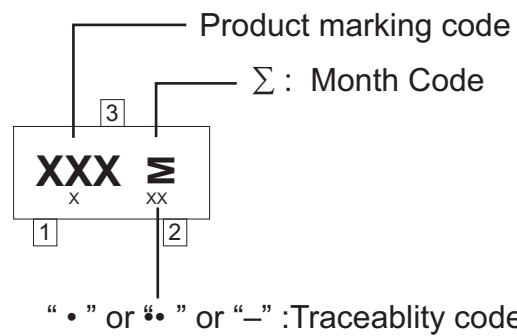 Product marking code
∑ : Month Code
3
XXX Σ
X XX
1 2
“ • ” or “•• ” or “–” :Traceablity code